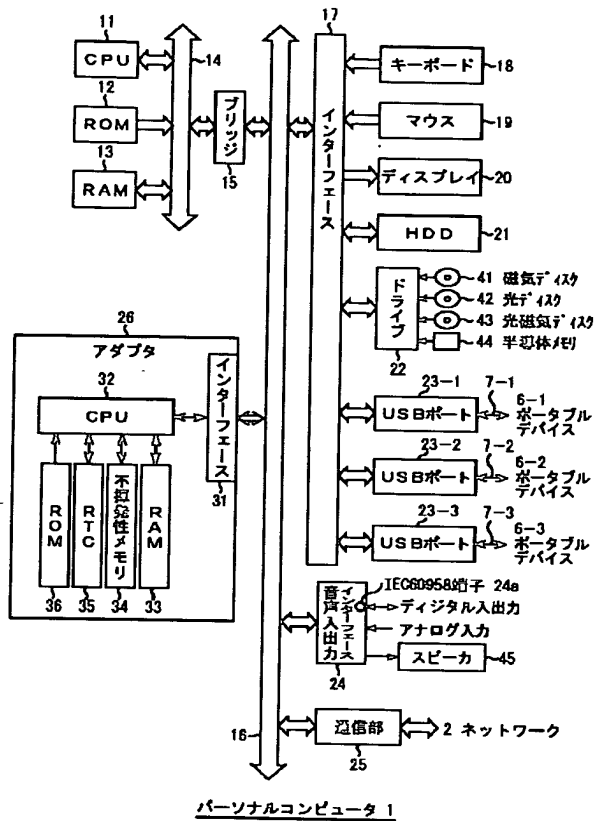 11
CPU
14
12
ROM
13
RAM
ブリッジ
15
17
インターフェース
キーボード
18
マウス
19
ディスプレイ
20
HDD
21
ドライブ
22
41 磁気ディスク
42 光ディスク
43 光磁気ディスク
44 半導体メモリ
23-1
USBポート
7-1
6-1
ポータブル
デバイス
23-2
USBポート
7-2
6-2
ポータブル
デバイス
23-3
USBポート
7-3
6-3
ポータブル
デバイス
26
アダプタ
32
CPU
インターフェース
31
ROM
36
RTC
35
不揮発性メモリ
34
RAM
33
音声入出力
インターフェース
24
IEC60958端子 24a
ディジタル入出力
アナログ入力
スピーカ
45
16
通信部
25
2 ネットワーク
パーソナルコンピュータ 1